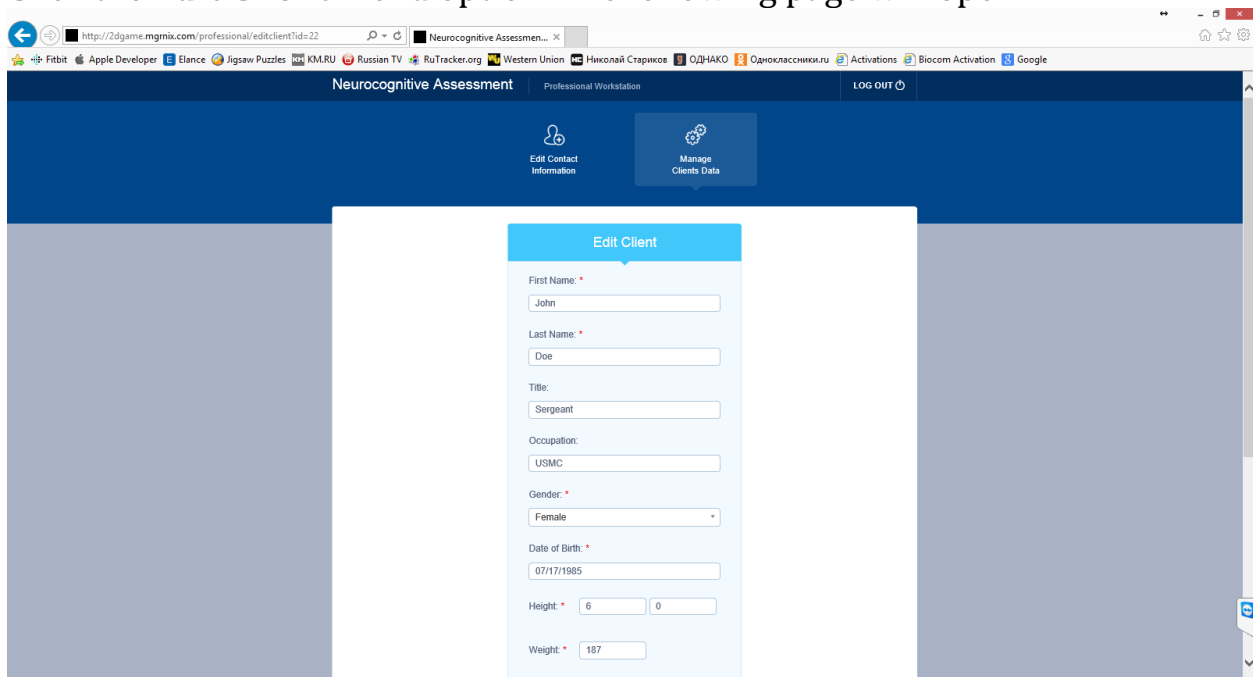 http://2dgame.mgrnix.com/professional/editclient?id=22
Neurocognitive Assessmen...
Fitbit Apple Developer Elance Jigsaw Puzzles KM.RU Russian TV RuTracker.org Western Union Николай Стариков ОДНАКО Одноклассники.ru Activations Biocom Activation Google
Neurocognitive Assessment Professional Workstation LOG OUT
Edit Contact Information
Manage Clients Data
Edit Client
First Name: *
John
Last Name: *
Doe
Title:
Sergeant
Occupation:
USMC
Gender: *
Female
Date of Birth: *
07/17/1985
Height: * 6 0
Weight: * 187